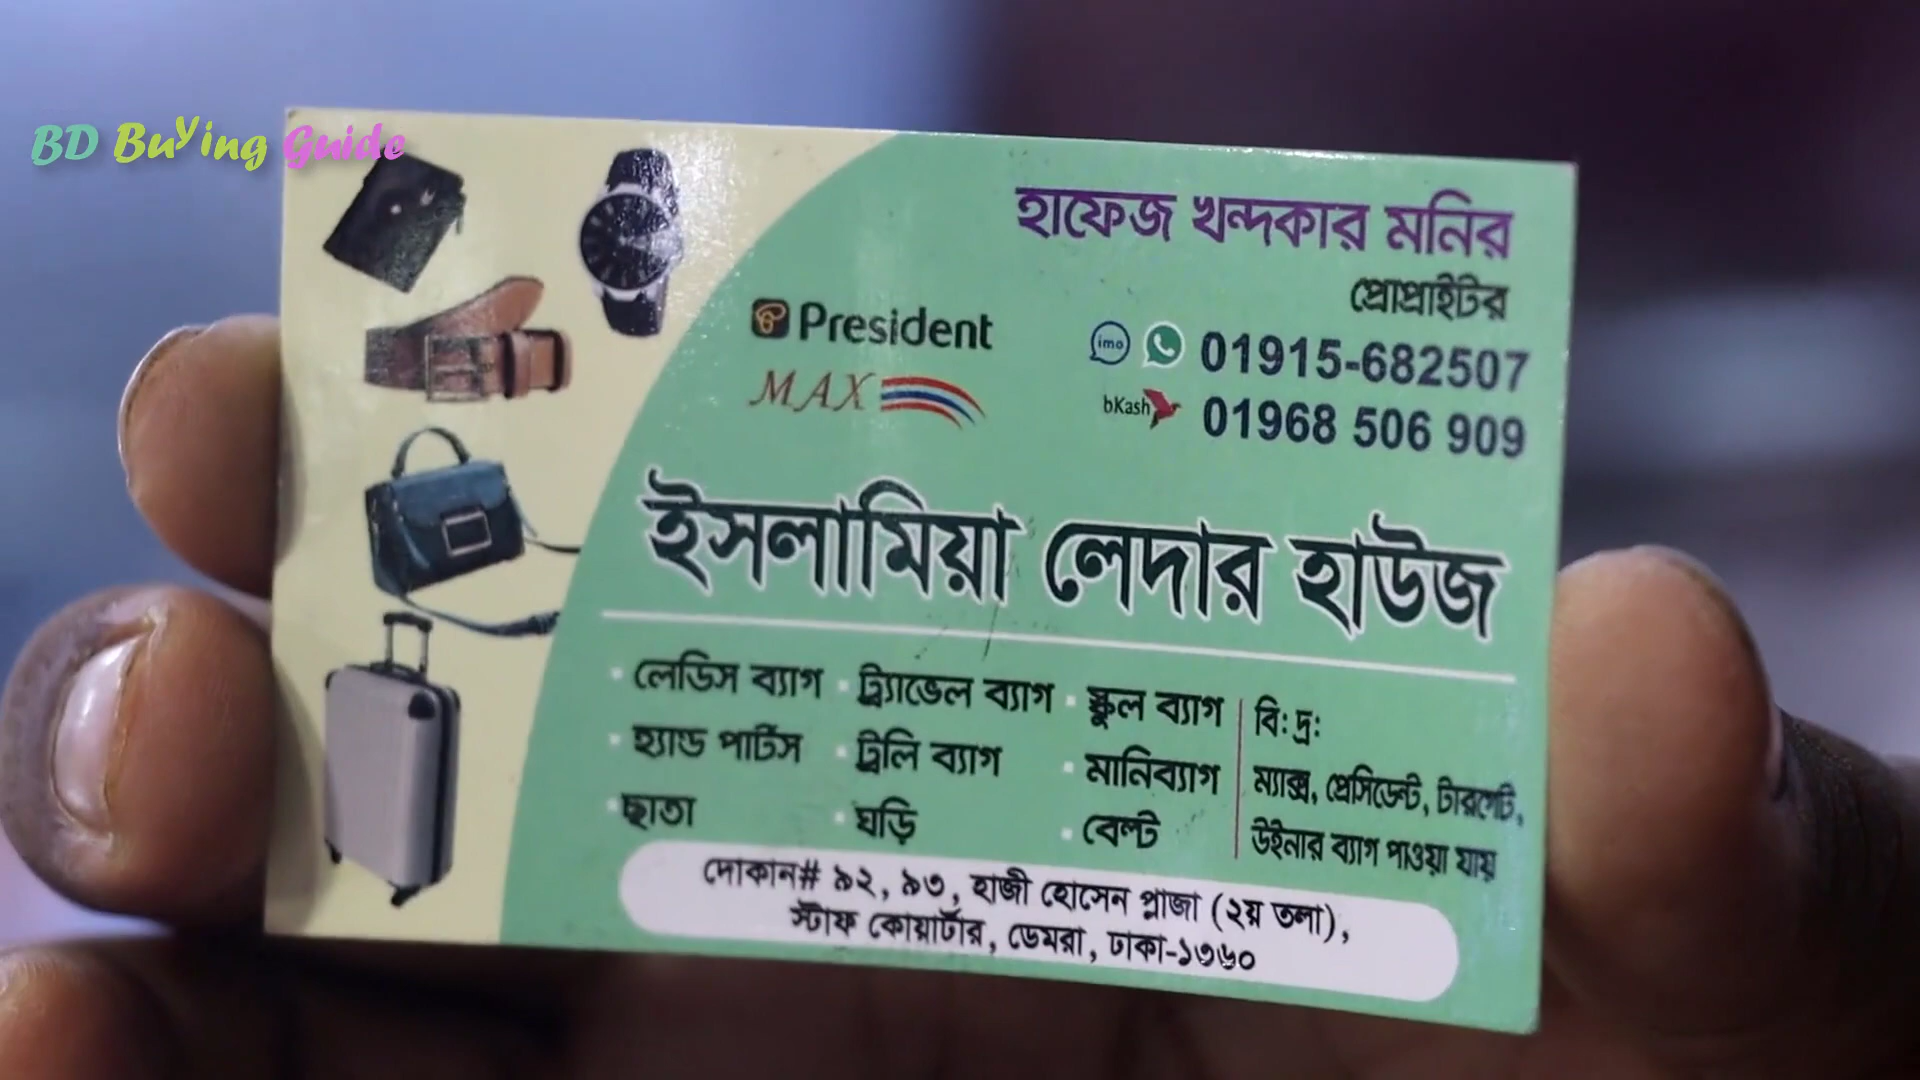 BD BuYing Guide
হাফেজ খন্দকার মনির
প্রোপ্রাইটর
President
imo 01915-682507
MAX
bKash 01968 506 909
ইসলামিয়া লেদার হাউজ
· লেডিস ব্যাগ · ট্র্যাভেল ব্যাগ · স্কুল ব্যাগ
· হ্যান্ড পার্টস · ট্রলি ব্যাগ · মানিব্যাগ
· ছাতা · ঘড়ি · বেল্ট
বি: দ্র:
ম্যাক্স, প্রেসিডেন্ট, টারগেট,
উইনার ব্যাগ পাওয়া যায়
দোকান# ৯২, ৯৩, হাজী হোসেন প্লাজা (২য় তলা),
স্টাফ কোয়ার্টার, ডেমরা, ঢাকা-১৩৬০